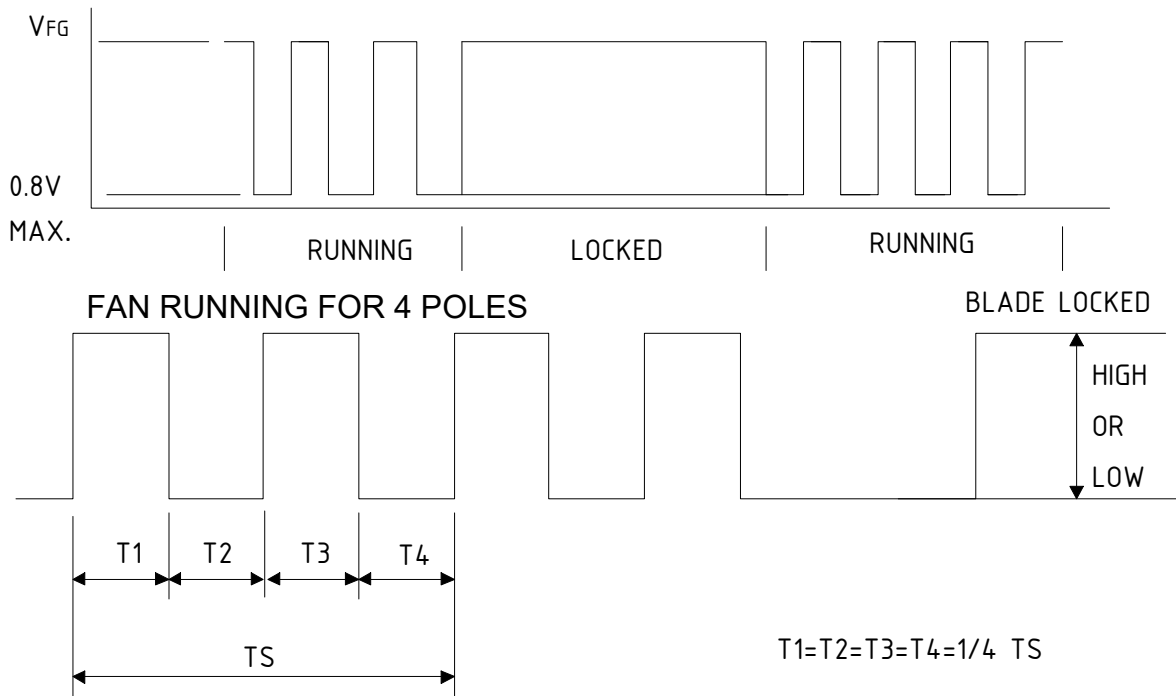 VFG
0.8V
MAX.
RUNNING LOCKED RUNNING
FAN RUNNING FOR 4 POLES
BLADE LOCKED
HIGH
OR
LOW
T1 T2 T3 T4
TS
T1=T2=T3=T4=1/4 TS